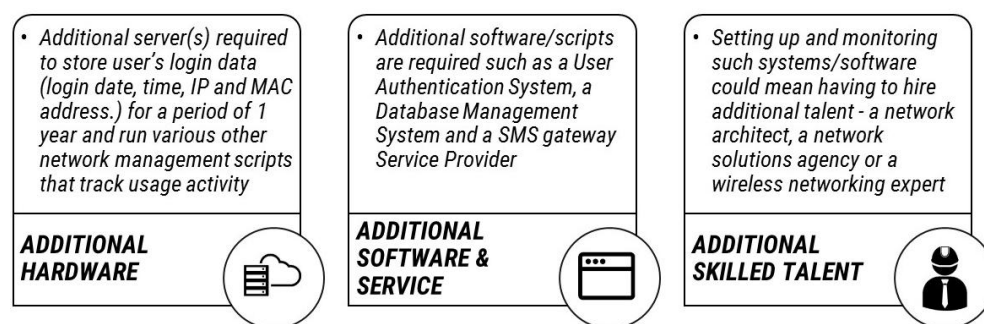 • Additional server(s) required
to store user's login data
(login date, time, IP and MAC
address.) for a period of 1
year and run various other
network management scripts
that track usage activity
ADDITIONAL
HARDWARE
• Additional software/scripts
are required such as a User
Authentication System, a
Database Management
System and a SMS gateway
Service Provider
ADDITIONAL
SOFTWARE &
SERVICE
• Setting up and monitoring
such systems/software
could mean having to hire
additional talent - a network
architect, a network
solutions agency or a
wireless networking expert
ADDITIONAL
SKILLED TALENT